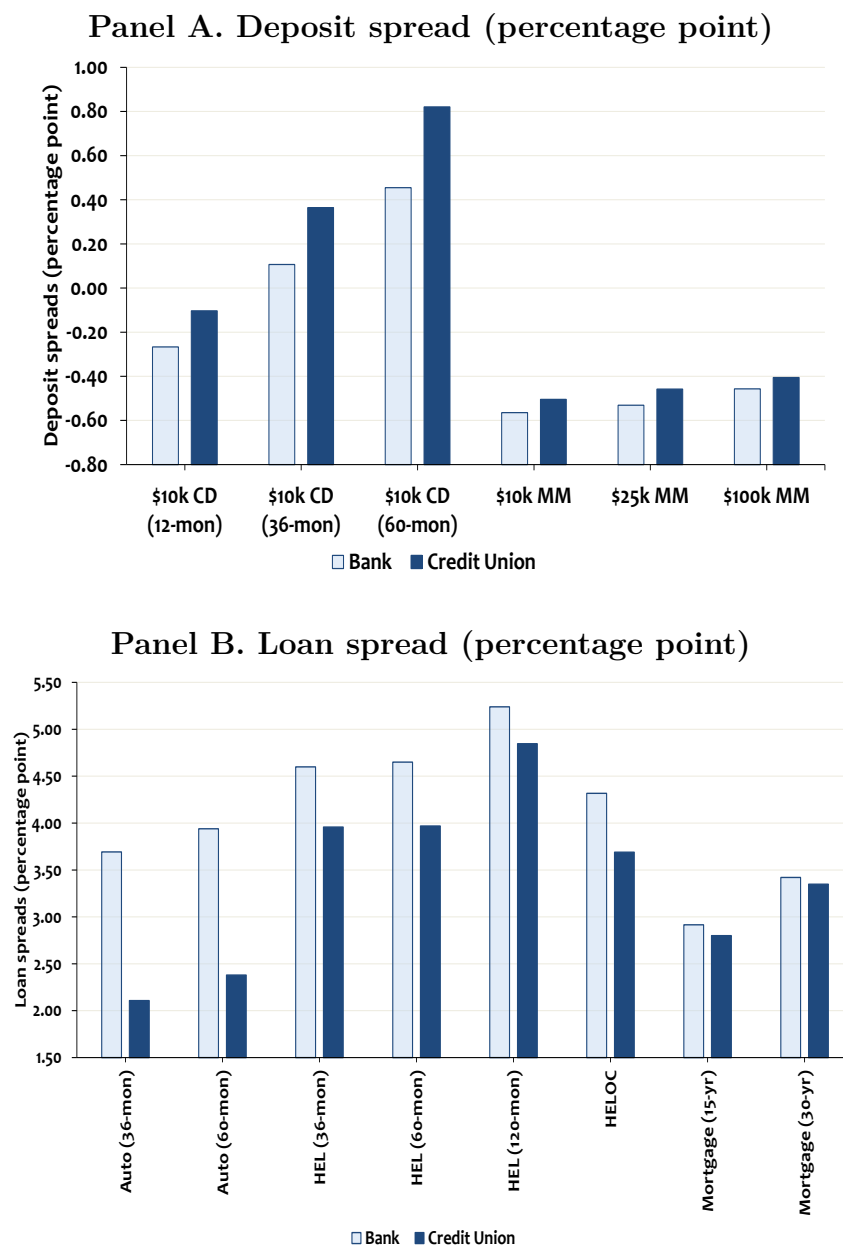 Panel A. Deposit spread (percentage point)
Deposit spreads (percentage point)
1.00
0.80
0.60
0.40
0.20
0.00
-0.20
-0.40
-0.60
-0.80
$10k CD
(12-mon)
$10k CD
(36-mon)
$10k CD
(60-mon)
$10k MM
$25k MM
$100k MM
Bank
Credit Union
Panel B. Loan spread (percentage point)
Loan spreads (percentage point)
5.50
5.00
4.50
4.00
3.50
3.00
2.50
2.00
1.50
Auto (36-mon)
Auto (60-mon)
HEL (36-mon)
HEL (60-mon)
HEL (120-mon)
HELOC
Mortgage (15-yr)
Mortgage (30-yr)
Bank
Credit Union